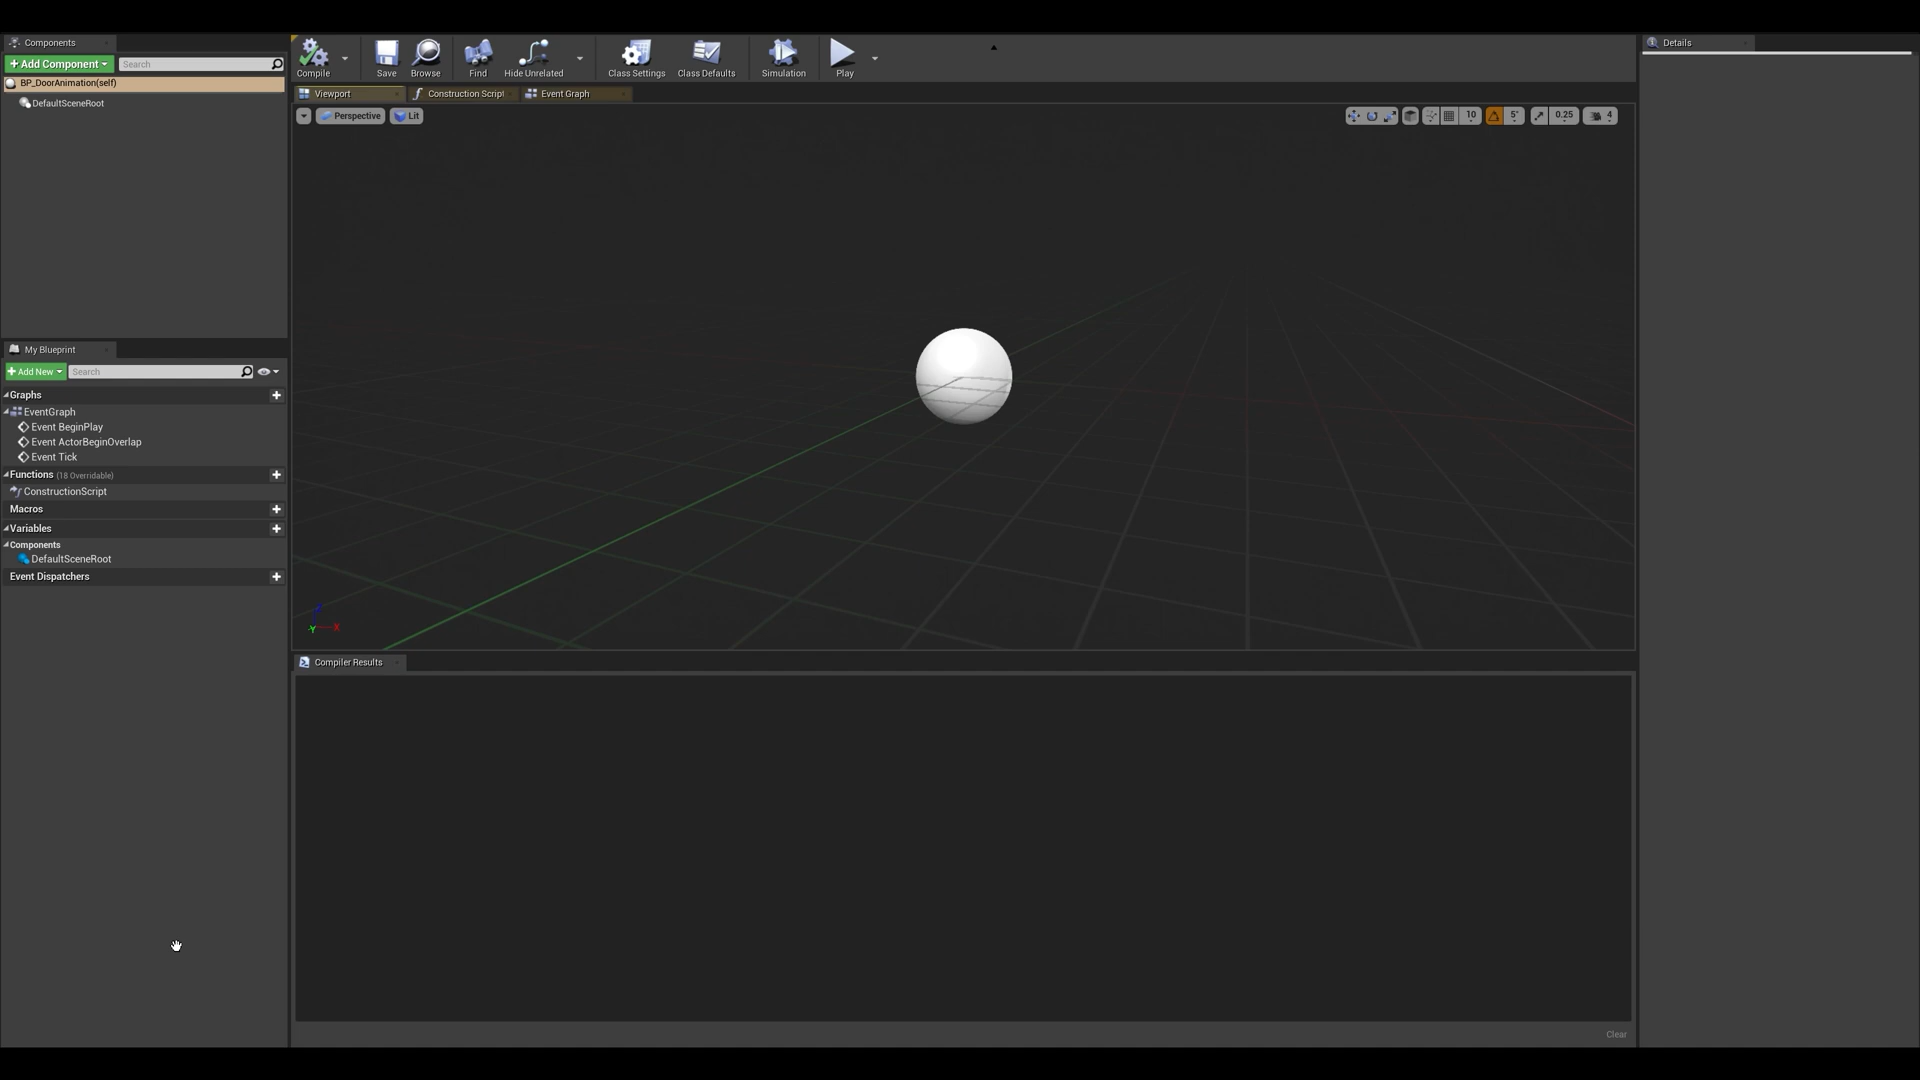 Components
Add Component
Search
BP_DoorAnimation(self)
DefaultSceneRoot
My Blueprint
Add New
Search
Graphs
EventGraph
Event BeginPlay
Event ActorBeginOverlap
Event Tick
Functions (18 Overridable)
ConstructionScript
Macros
Variables
Components
DefaultSceneRoot
Event Dispatchers
Compile
Save
Browse
Find
Hide Unrelated
Class Settings
Class Defaults
Simulation
Play
Viewport
Construction Script
Event Graph
Perspective
Lit
10
5°
0.25
4
Z
Y
X
Compiler Results
Clear
Details